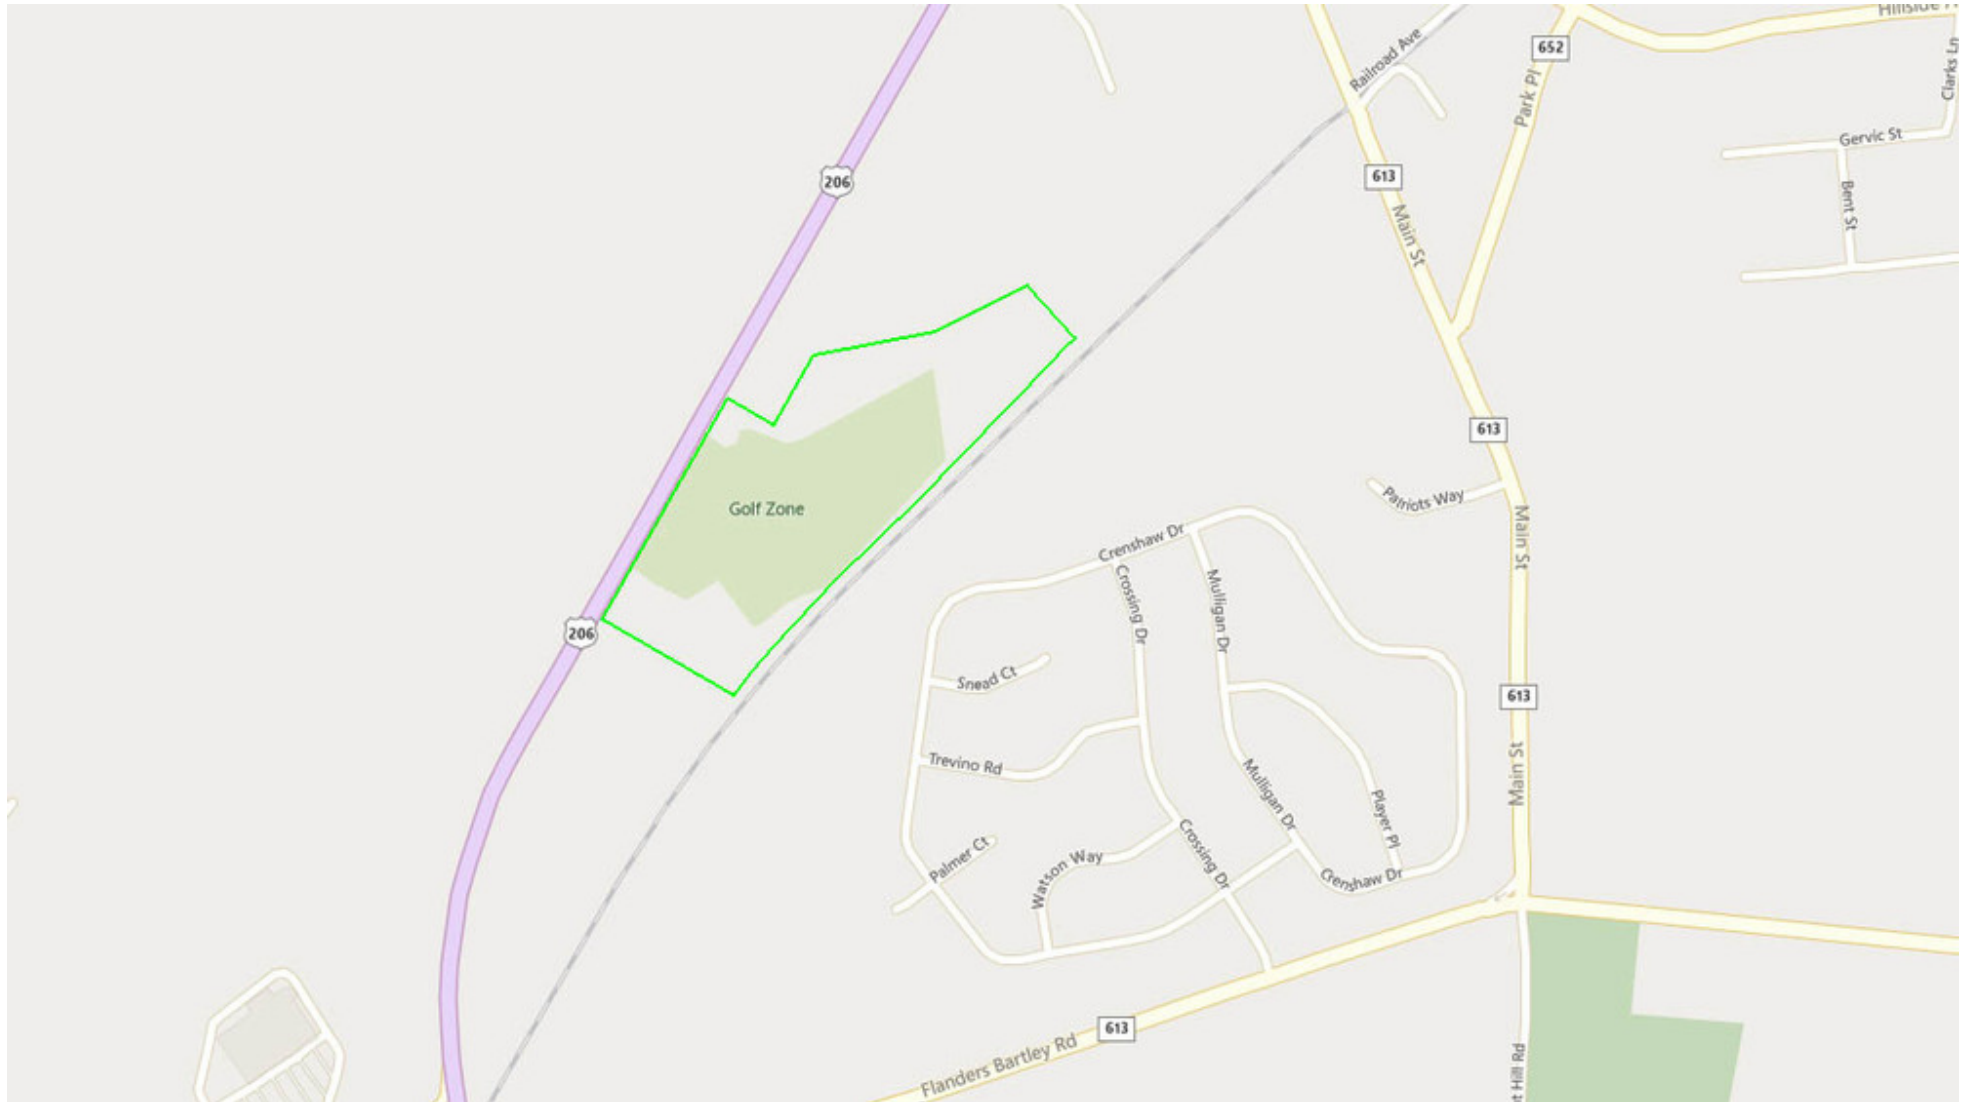 Hillside
652
Railroad Ave
Park Pl
Clarks Ln
Gervic St
206
613
Main St
Bent St
613
Patriots Way
Golf Zone
Main St
Crenshaw Dr
Crossing Dr
Mulligan Dr
206
Snead Ct
613
Trevino Rd
Main St
Mulligan Dr
Player Pl
Palmer Ct
Watson Way
Crossing Dr
Crenshaw Dr
613
Flanders Bartley Rd
Hill Rd